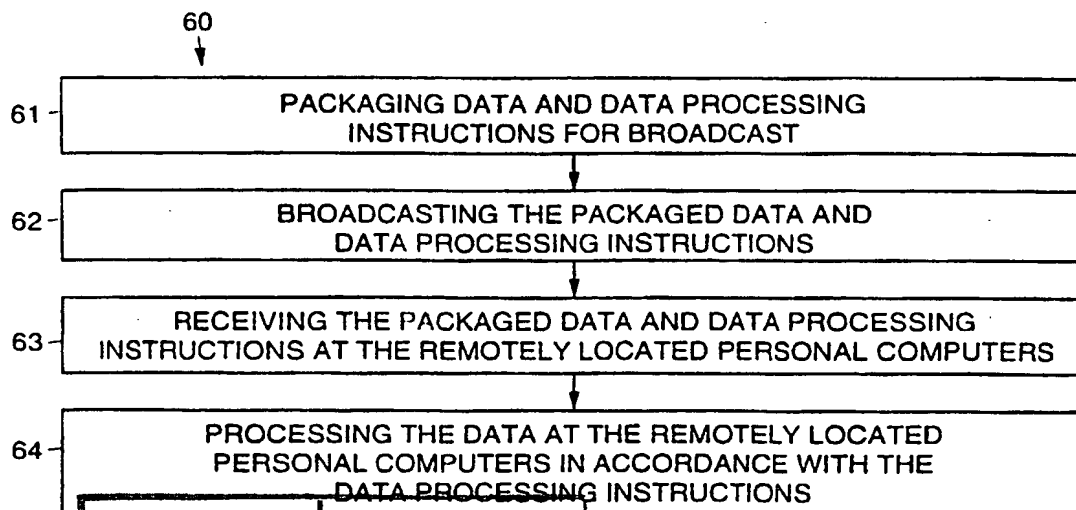 60
61
PACKAGING DATA AND DATA PROCESSING
INSTRUCTIONS FOR BROADCAST
62
BROADCASTING THE PACKAGED DATA AND
DATA PROCESSING INSTRUCTIONS
63
RECEIVING THE PACKAGED DATA AND DATA PROCESSING
INSTRUCTIONS AT THE REMOTELY LOCATED PERSONAL COMPUTERS
64
PROCESSING THE DATA AT THE REMOTELY LOCATED
PERSONAL COMPUTERS IN ACCORDANCE WITH THE
DATA PROCESSING INSTRUCTIONS